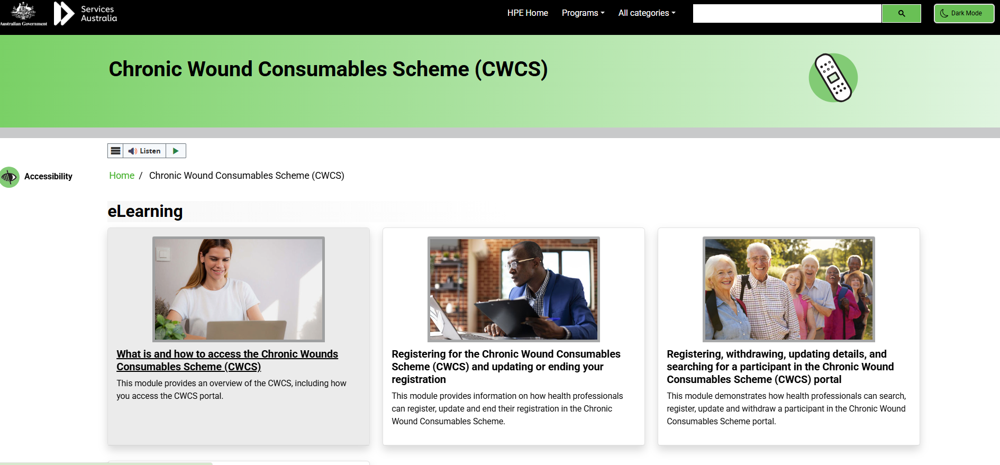 Australian Government
Services
Australia
HPE Home
Programs
All categories
Dark Mode
Chronic Wound Consumables Scheme (CWCS)
Listen
Accessibility
Home / Chronic Wound Consumables Scheme (CWCS)
eLearning
What is and how to access the Chronic Wounds
Consumables Scheme (CWCS)
This module provides an overview of the CWCS, including how
you access the CWCS portal.
Registering for the Chronic Wound Consumables
Scheme (CWCS) and updating or ending your
registration
This module provides information on how health professionals
can register, update and end their registration in the Chronic
Wound Consumables Scheme.
Registering, withdrawing, updating details, and
searching for a participant in the Chronic Wound
Consumables Scheme (CWCS) portal
This module demonstrates how health professionals can search,
register, update and withdraw a participant in the Chronic Wound
Consumables Scheme portal.